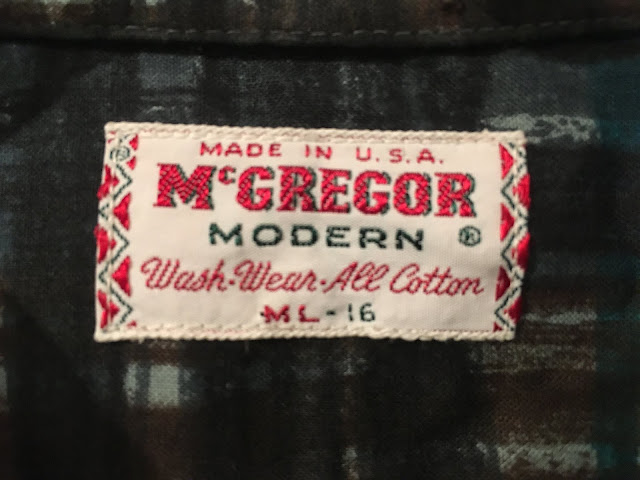 MADE IN U.S.A.
McGREGOR
MODERN ®
Wash-Wear-All Cotton
ML-16